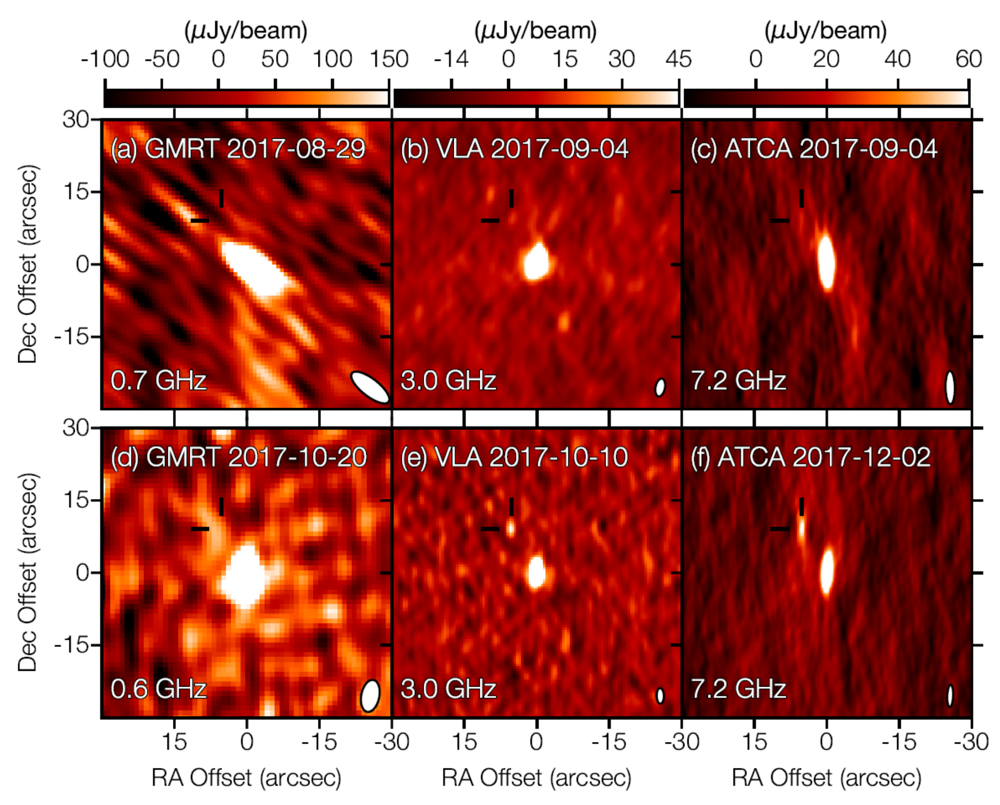 (μJy/beam) (μJy/beam) (μJy/beam)
-100 -50 0 50 100 150 -14 0 15 30 45 0 20 40 60
30
(a) GMRT 2017-08-29 (b) VLA 2017-09-04 (c) ATCA 2017-09-04
15
0
-15
Dec Offset (arcsec)
0.7 GHz 3.0 GHz 7.2 GHz
30
(d) GMRT 2017-10-20 (e) VLA 2017-10-10 (f) ATCA 2017-12-02
15
0
-15
Dec Offset (arcsec)
0.6 GHz 3.0 GHz 7.2 GHz
15 0 -15 -30 15 0 -15 -30 15 0 -15 -30
RA Offset (arcsec) RA Offset (arcsec) RA Offset (arcsec)